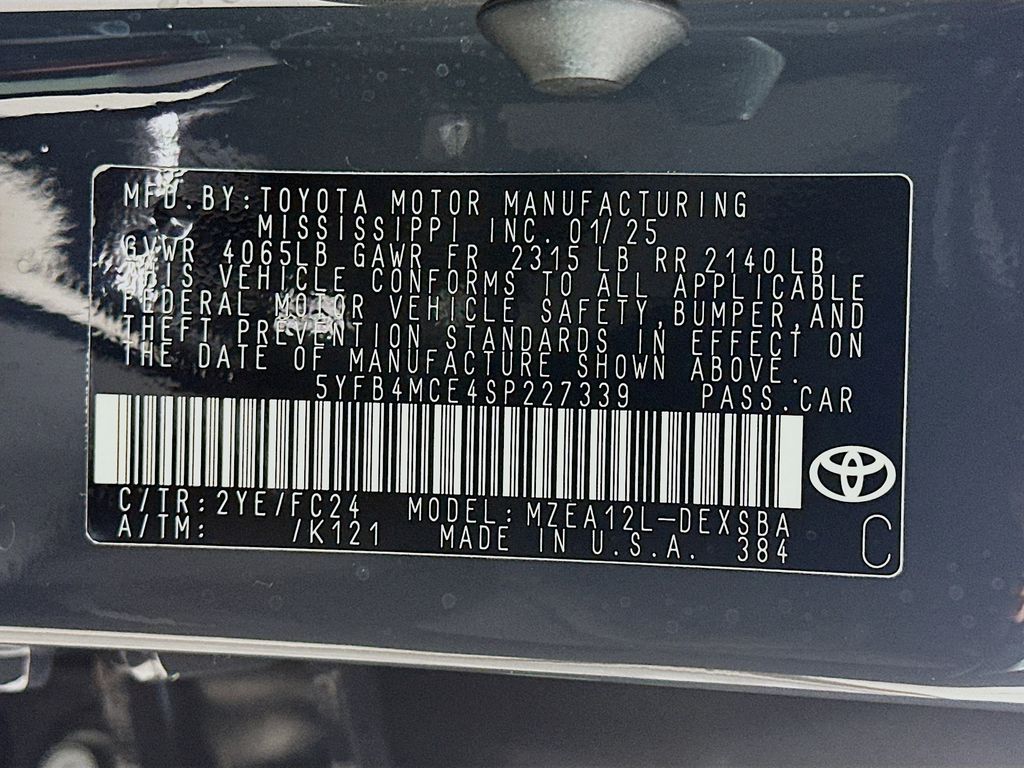 MFD. BY: TOYOTA MOTOR MANUFACTURING
MISSISSIPPI INC. 01/25
GVWR 4065LB GAWR FR 2315 LB RR 2140 LB
THIS VEHICLE CONFORMS TO ALL APPLICABLE
FEDERAL MOTOR VEHICLE SAFETY, BUMPER, AND
THEFT PREVENTION STANDARDS IN EFFECT ON
THE DATE OF MANUFACTURE SHOWN ABOVE.
5YFB4MCE4SP227339 PASS. CAR
C/TR: 2YE/FC24 MODEL: MZEA12L-DEXSBA
A/TM: /K121 MADE IN U.S.A. 384
C